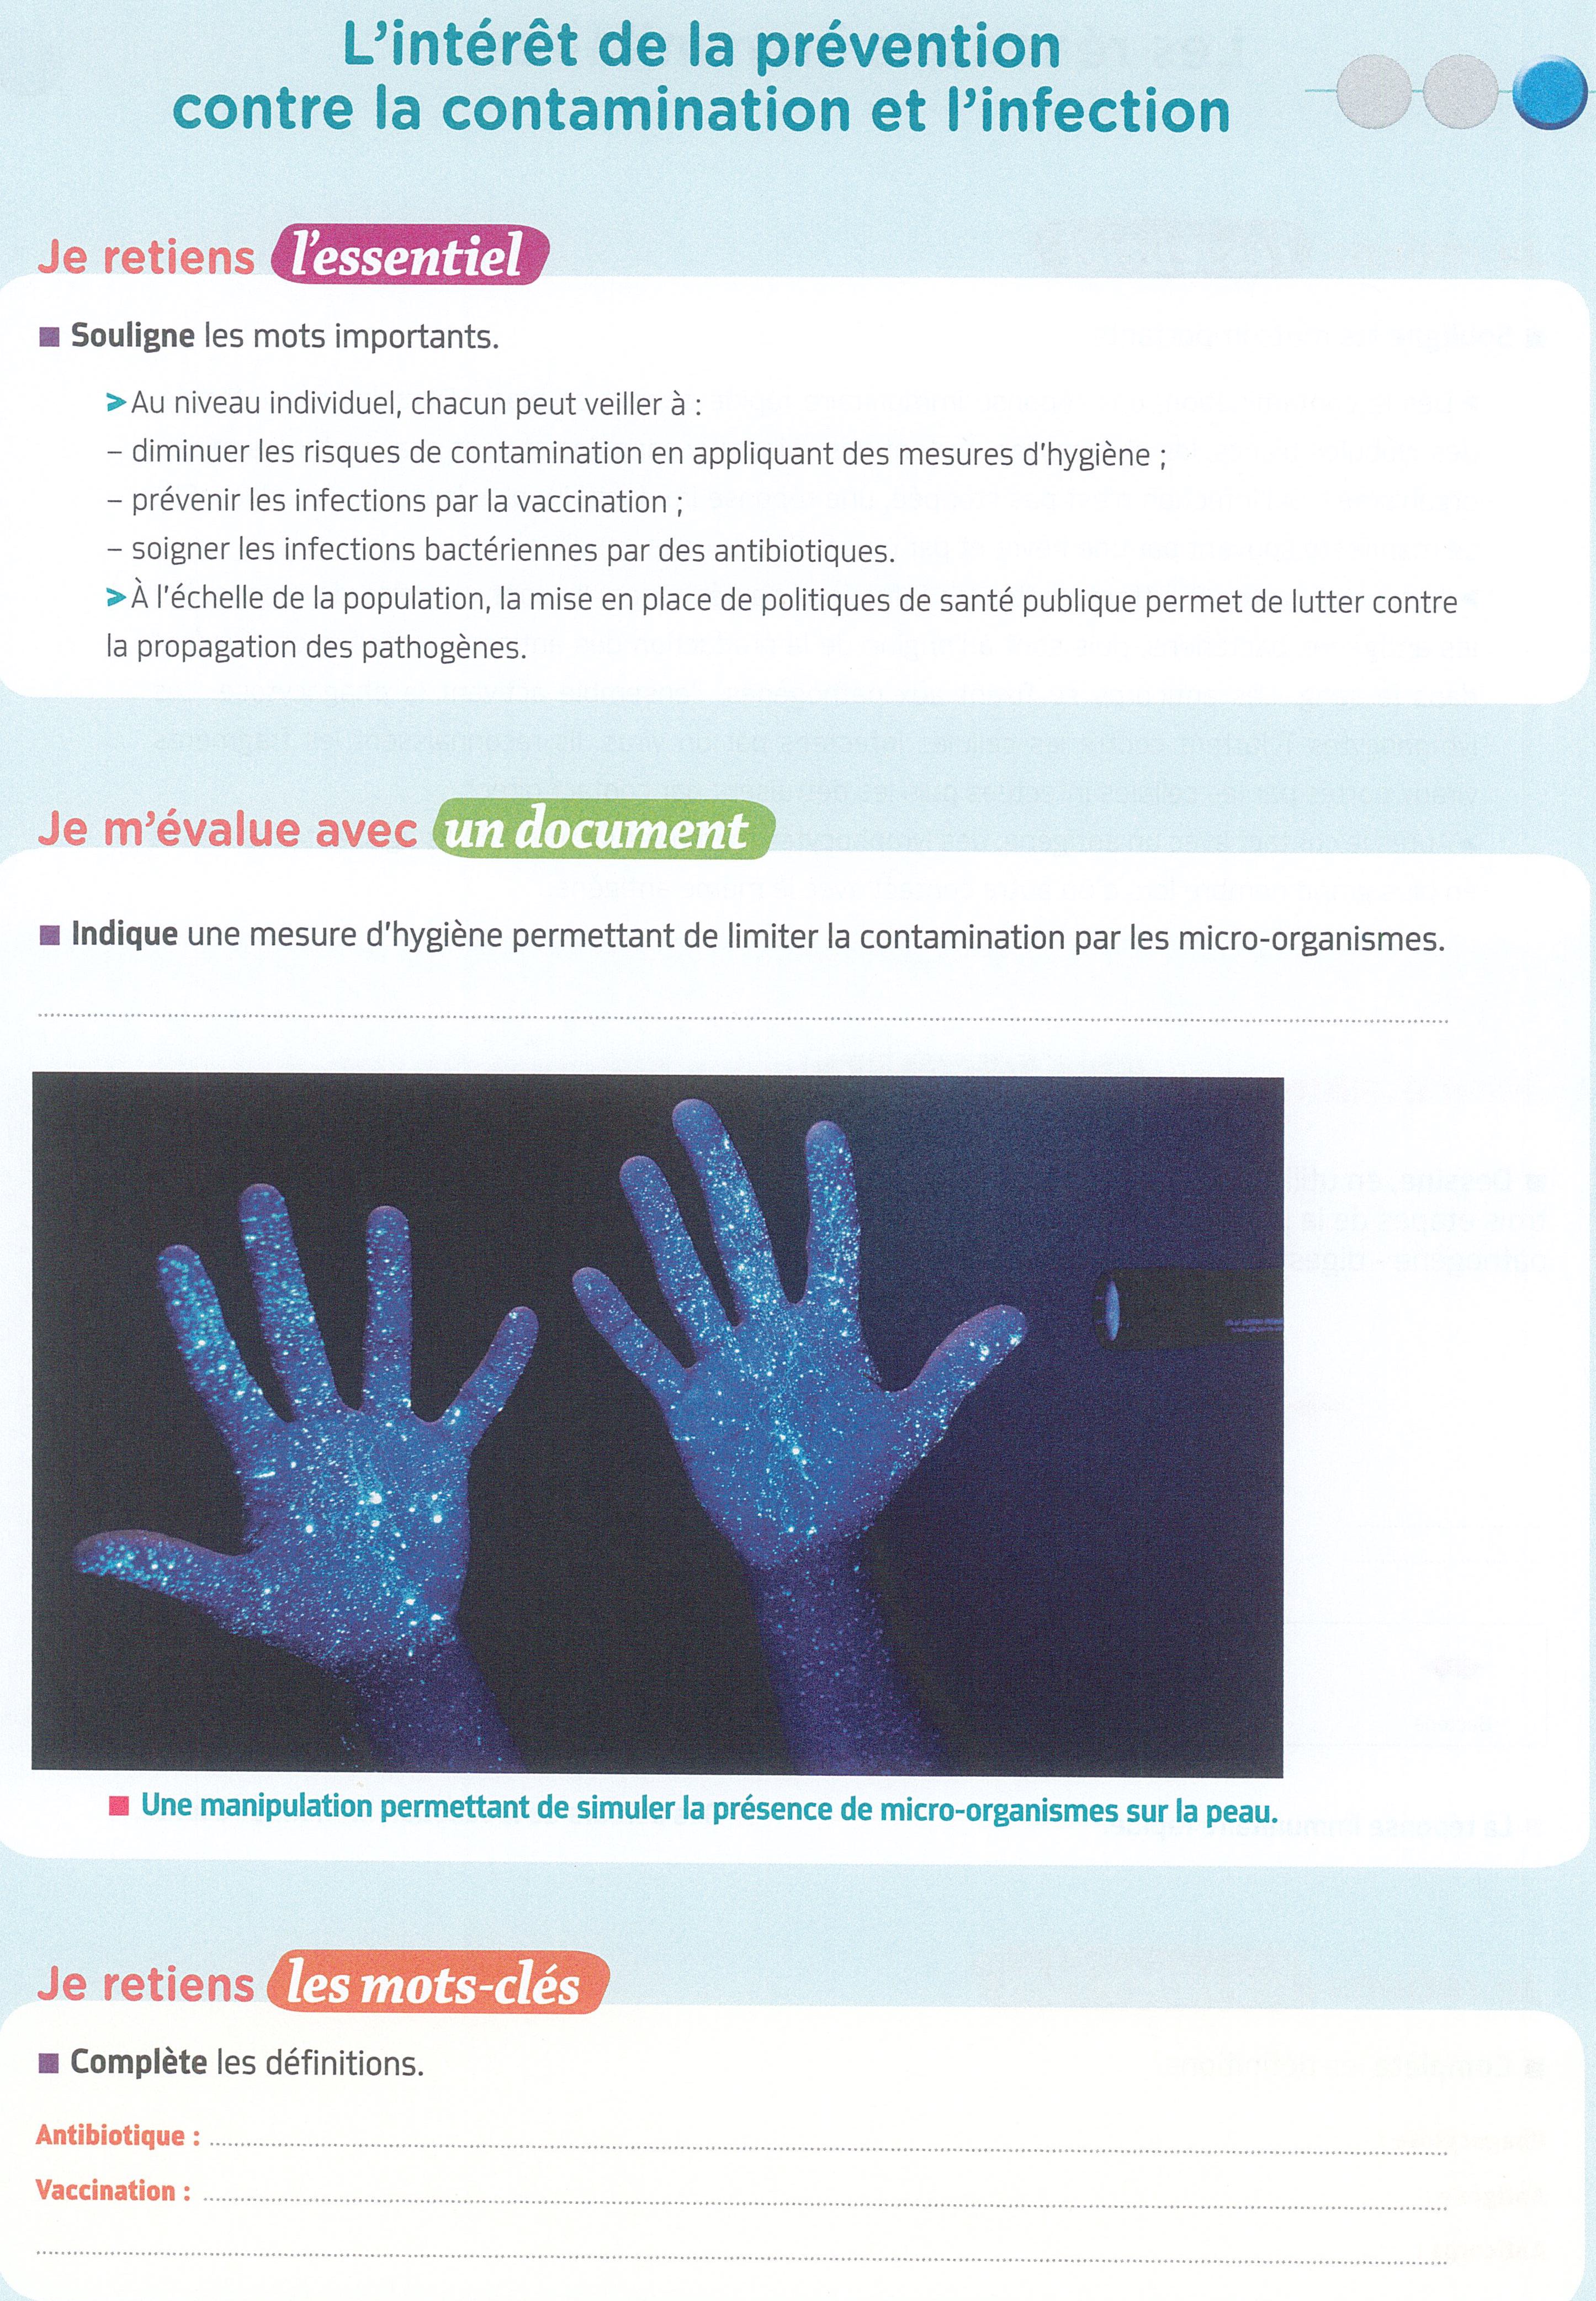 L'intérêt de la prévention
contre la contamination et l'infection
Je retiens l'essentiel
Souligne les mots importants.
> Au niveau individuel, chacun peut veiller à :
– diminuer les risques de contamination en appliquant des mesures d'hygiène ;
– prévenir les infections par la vaccination ;
– soigner les infections bactériennes par des antibiotiques.
> À l'échelle de la population, la mise en place de politiques de santé publique permet de lutter contre
la propagation des pathogènes.
Je m'évalue avec un document
Indique une mesure d'hygiène permettant de limiter la contamination par les micro-organismes.
Une manipulation permettant de simuler la présence de micro-organismes sur la peau.
Je retiens les mots-clés
Complète les définitions.
Antibiotique :
Vaccination :